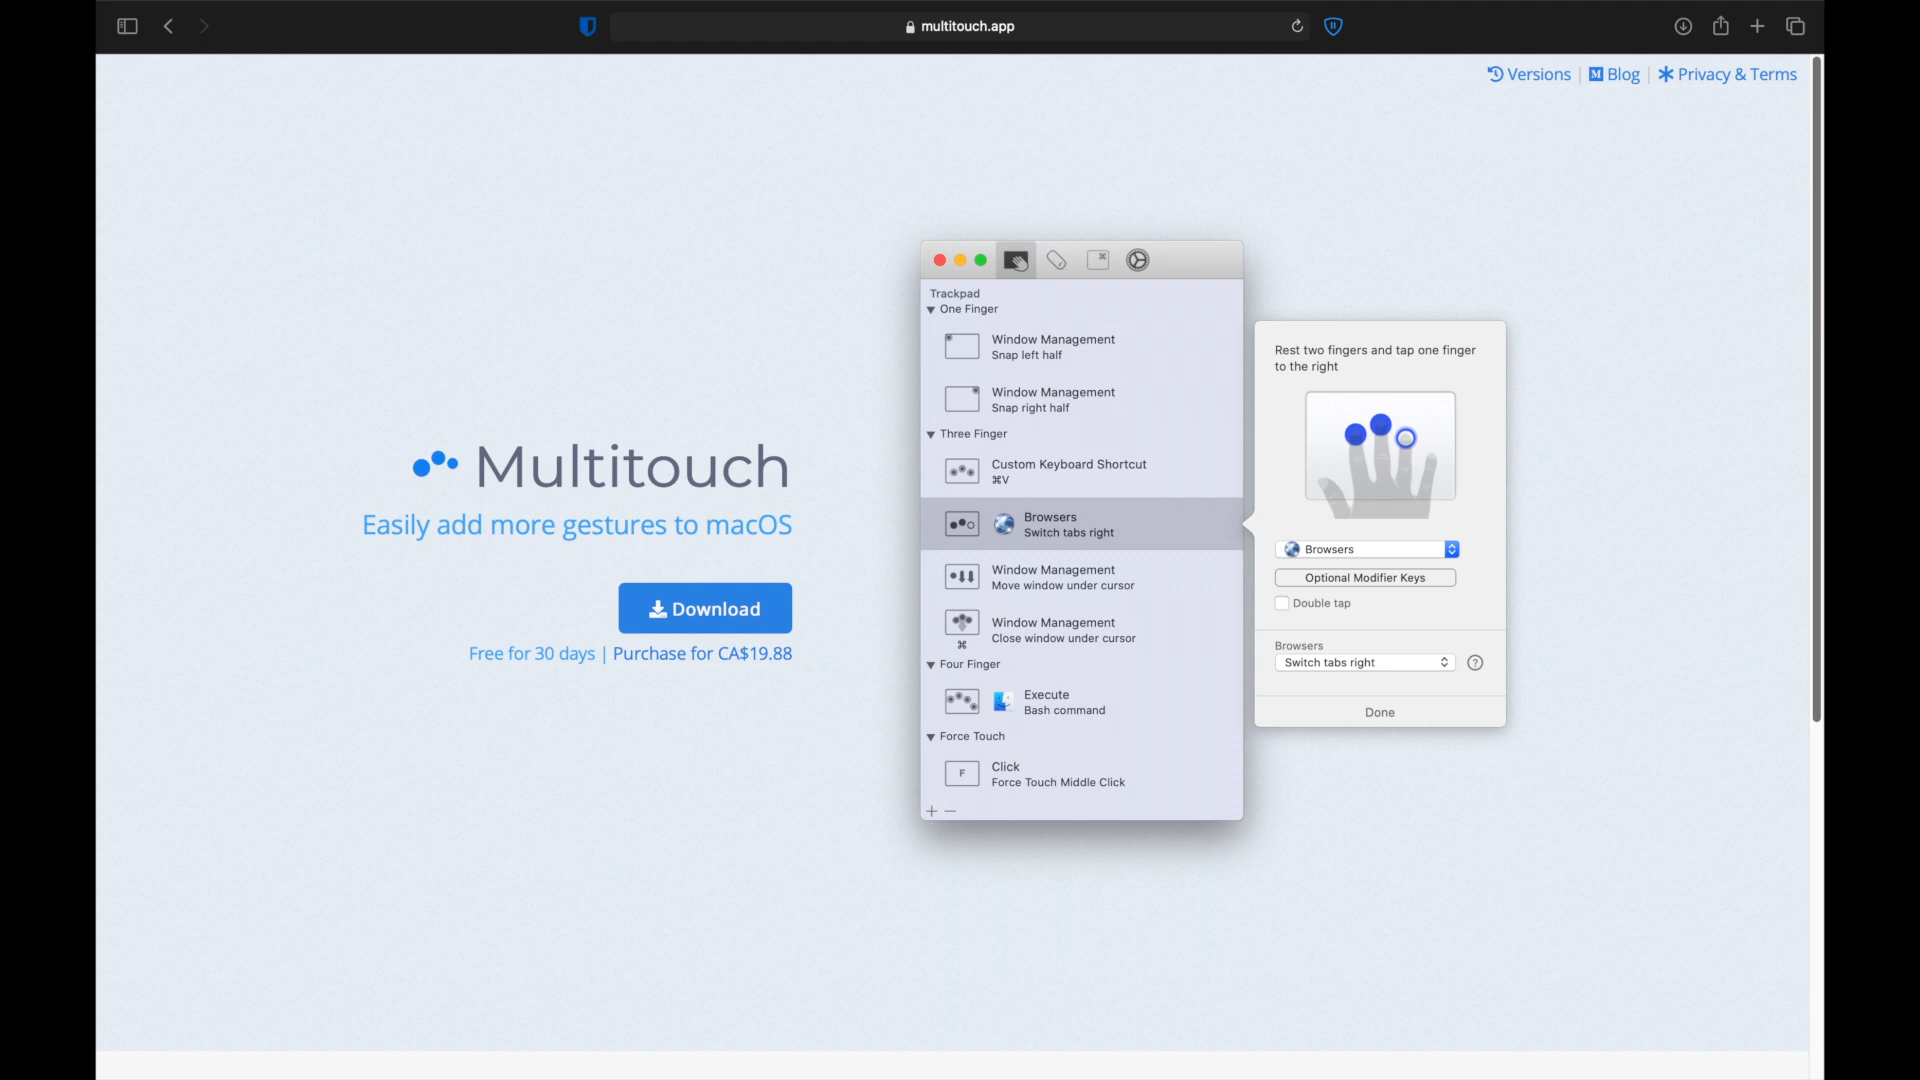 multitouch.app
Versions | Blog | Privacy & Terms
Multitouch
Easily add more gestures to macOS
Download
Free for 30 days | Purchase for CA$19.88
Trackpad
One Finger
Window Management
Snap left half
Window Management
Snap right half
Three Finger
Custom Keyboard Shortcut
⌘V
Browsers
Switch tabs right
Window Management
Move window under cursor
Window Management
⌘ Close window under cursor
Four Finger
Execute
Bash command
Force Touch
F
Click
Force Touch Middle Click
Rest two fingers and tap one finger
to the right
Browsers
Optional Modifier Keys
Double tap
Browsers
Switch tabs right
?
Done